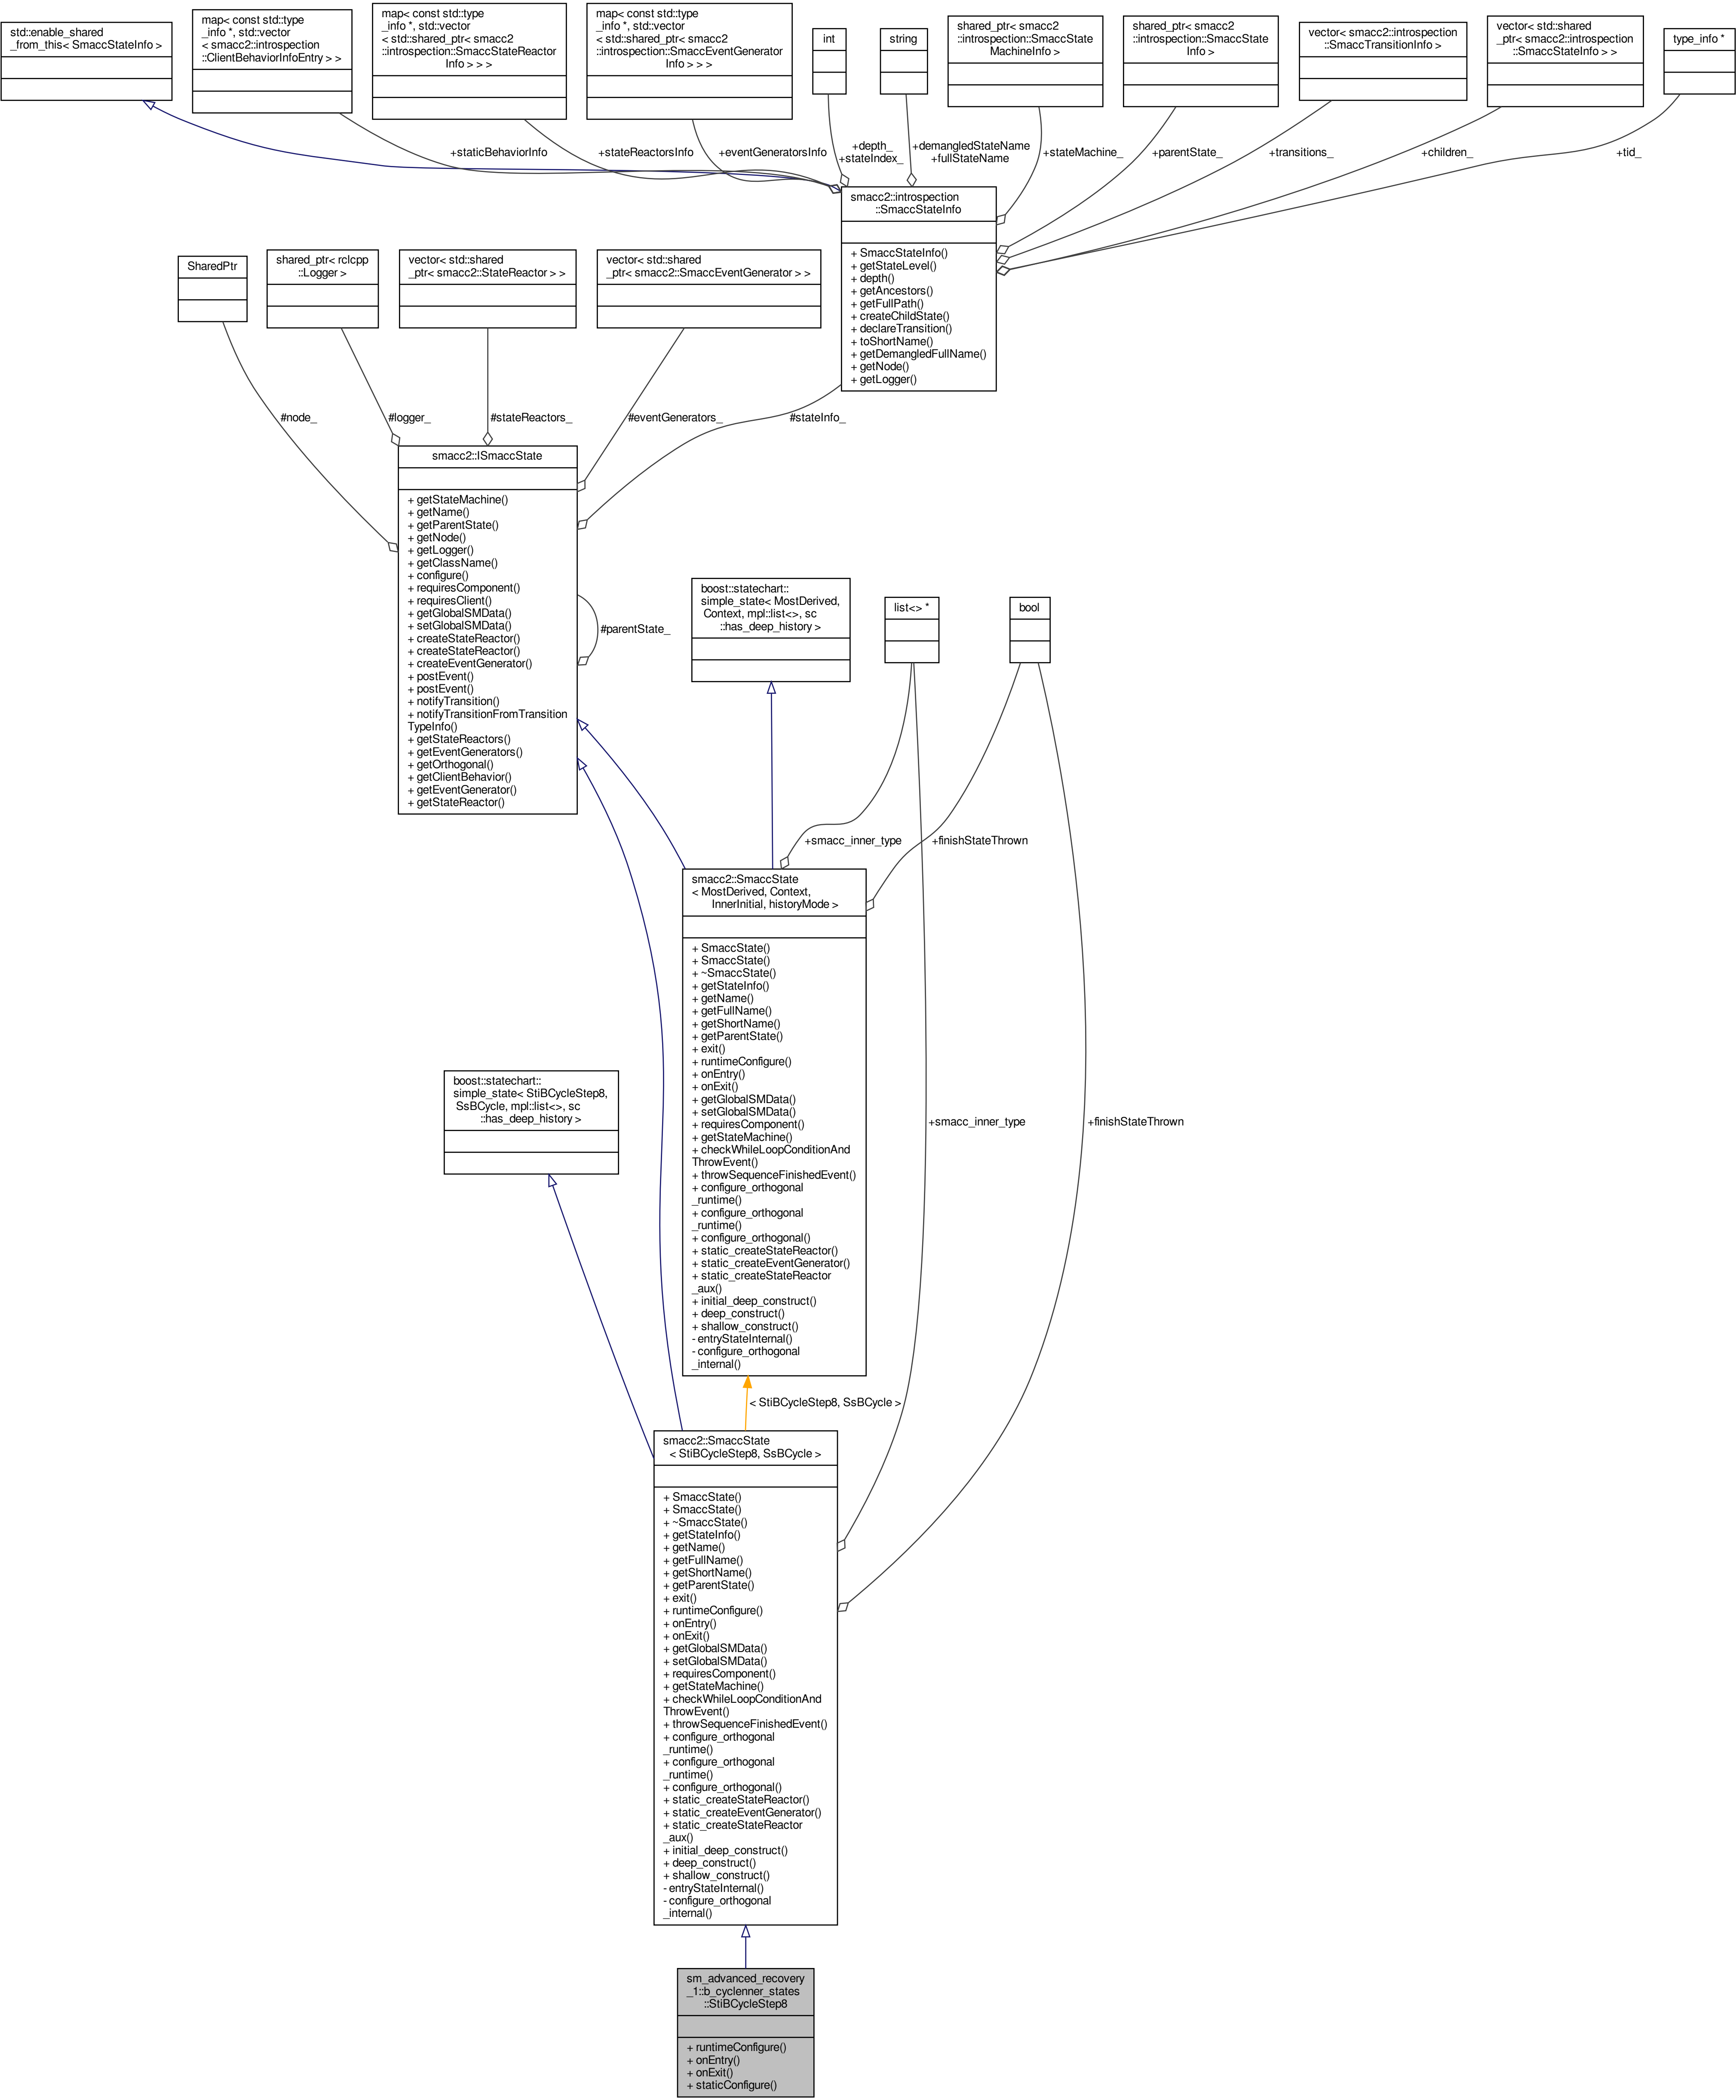 std::enable_shared
_from_this< SmaccStateInfo >
map< const std::type
_info *, std::vector
< smacc2::introspection
::ClientBehaviorInfoEntry > >
map< const std::type
_info *, std::vector
< std::shared_ptr< smacc2
::introspection::SmaccStateReactor
Info > > >
map< const std::type
_info *, std::vector
< std::shared_ptr< smacc2
::introspection::SmaccEventGenerator
Info > > >
int
string
shared_ptr< smacc2
::introspection::SmaccState
MachineInfo >
shared_ptr< smacc2
::introspection::SmaccState
Info >
vector< smacc2::introspection
::SmaccTransitionInfo >
vector< std::shared
_ptr< smacc2::introspection
::SmaccStateInfo > >
type_info *
+staticBehaviorInfo
+stateReactorsInfo
+eventGeneratorsInfo
+depth_
+stateIndex_
+demangledStateName
+fullStateName
+stateMachine_
+parentState_
+transitions_
+children_
+tid_
smacc2::introspection
::SmaccStateInfo
+ SmaccStateInfo()
+ getStateLevel()
+ depth()
+ getAncestors()
+ getFullPath()
+ createChildState()
+ declareTransition()
+ toShortName()
+ getDemangledFullName()
+ getNode()
+ getLogger()
SharedPtr
shared_ptr< rclcpp
::Logger >
vector< std::shared
_ptr< smacc2::StateReactor > >
vector< std::shared
_ptr< smacc2::SmaccEventGenerator > >
#node_
#logger_
#stateReactors_
#eventGenerators_
#stateInfo_
smacc2::ISmaccState
+ getStateMachine()
+ getName()
+ getParentState()
+ getNode()
+ getLogger()
+ getClassName()
+ configure()
+ requiresComponent()
+ requiresClient()
+ getGlobalSMData()
+ setGlobalSMData()
+ createStateReactor()
+ createStateReactor()
+ createEventGenerator()
+ postEvent()
+ postEvent()
+ notifyTransition()
+ notifyTransitionFromTransition
TypeInfo()
+ getStateReactors()
+ getEventGenerators()
+ getOrthogonal()
+ getClientBehavior()
+ getEventGenerator()
+ getStateReactor()
#parentState_
boost::statechart::
simple_state< MostDerived,
Context, mpl::list<>, sc
::has_deep_history >
list<> *
bool
+smacc_inner_type
+finishStateThrown
smacc2::SmaccState
< MostDerived, Context,
InnerInitial, historyMode >
+ SmaccState()
+ SmaccState()
+ ~SmaccState()
+ getStateInfo()
+ getName()
+ getFullName()
+ getShortName()
+ getParentState()
+ exit()
+ runtimeConfigure()
+ onEntry()
+ onExit()
+ getGlobalSMData()
+ setGlobalSMData()
+ requiresComponent()
+ getStateMachine()
+ checkWhileLoopConditionAnd
ThrowEvent()
+ throwSequenceFinishedEvent()
+ configure_orthogonal
_runtime()
+ configure_orthogonal
_runtime()
+ configure_orthogonal()
+ static_createStateReactor()
+ static_createEventGenerator()
+ static_createStateReactor
_aux()
+ initial_deep_construct()
+ deep_construct()
+ shallow_construct()
- entryStateInternal()
- configure_orthogonal
_internal()
boost::statechart::
simple_state< StiBCycleStep8,
SsBCycle, mpl::list<>, sc
::has_deep_history >
+smacc_inner_type
+finishStateThrown
< StiBCycleStep8, SsBCycle >
smacc2::SmaccState
< StiBCycleStep8, SsBCycle >
+ SmaccState()
+ SmaccState()
+ ~SmaccState()
+ getStateInfo()
+ getName()
+ getFullName()
+ getShortName()
+ getParentState()
+ exit()
+ runtimeConfigure()
+ onEntry()
+ onExit()
+ getGlobalSMData()
+ setGlobalSMData()
+ requiresComponent()
+ getStateMachine()
+ checkWhileLoopConditionAnd
ThrowEvent()
+ throwSequenceFinishedEvent()
+ configure_orthogonal
_runtime()
+ configure_orthogonal
_runtime()
+ configure_orthogonal()
+ static_createStateReactor()
+ static_createEventGenerator()
+ static_createStateReactor
_aux()
+ initial_deep_construct()
+ deep_construct()
+ shallow_construct()
- entryStateInternal()
- configure_orthogonal
_internal()
sm_advanced_recovery
_1::b_cyclenner_states
::StiBCycleStep8
+ runtimeConfigure()
+ onEntry()
+ onExit()
+ staticConfigure()